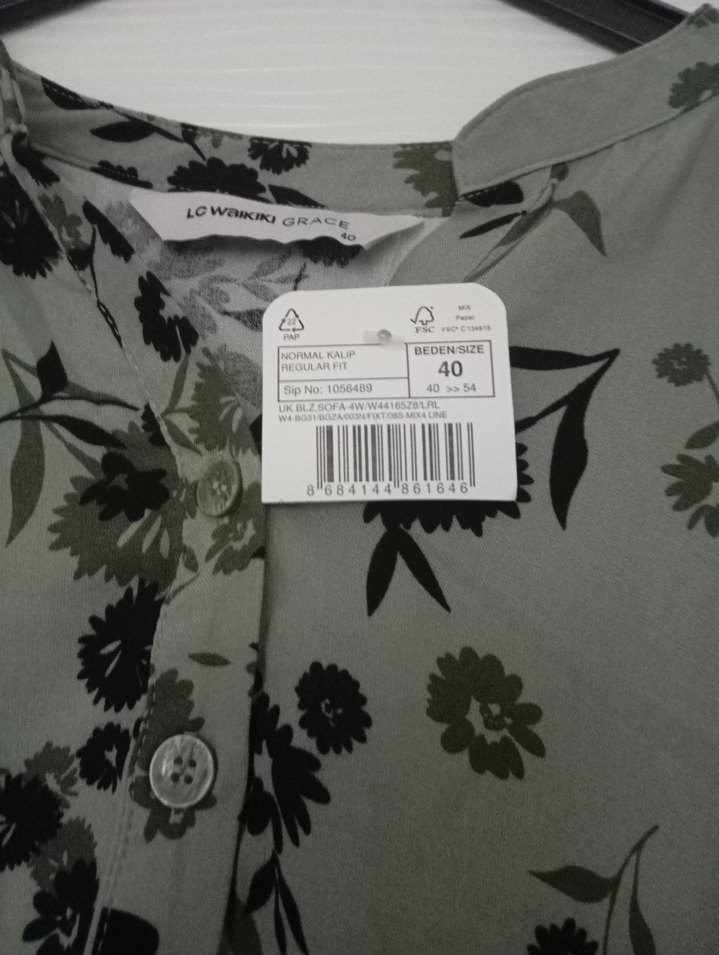 LC WAIKIKI GRACE
40
22
PAP
FSC
MIX
Paper
FSC® C134815
NORMAL KALIP
REGULAR FIT
BEDEN/SIZE
40
40 >> 54
Sip No: 1056489
UK.BLZ,SOFA-4W/W44165Z8/LRL
W4-BG31/BGZA/003N/FIXT/08S-MIX4 LINE
8 684144 861646